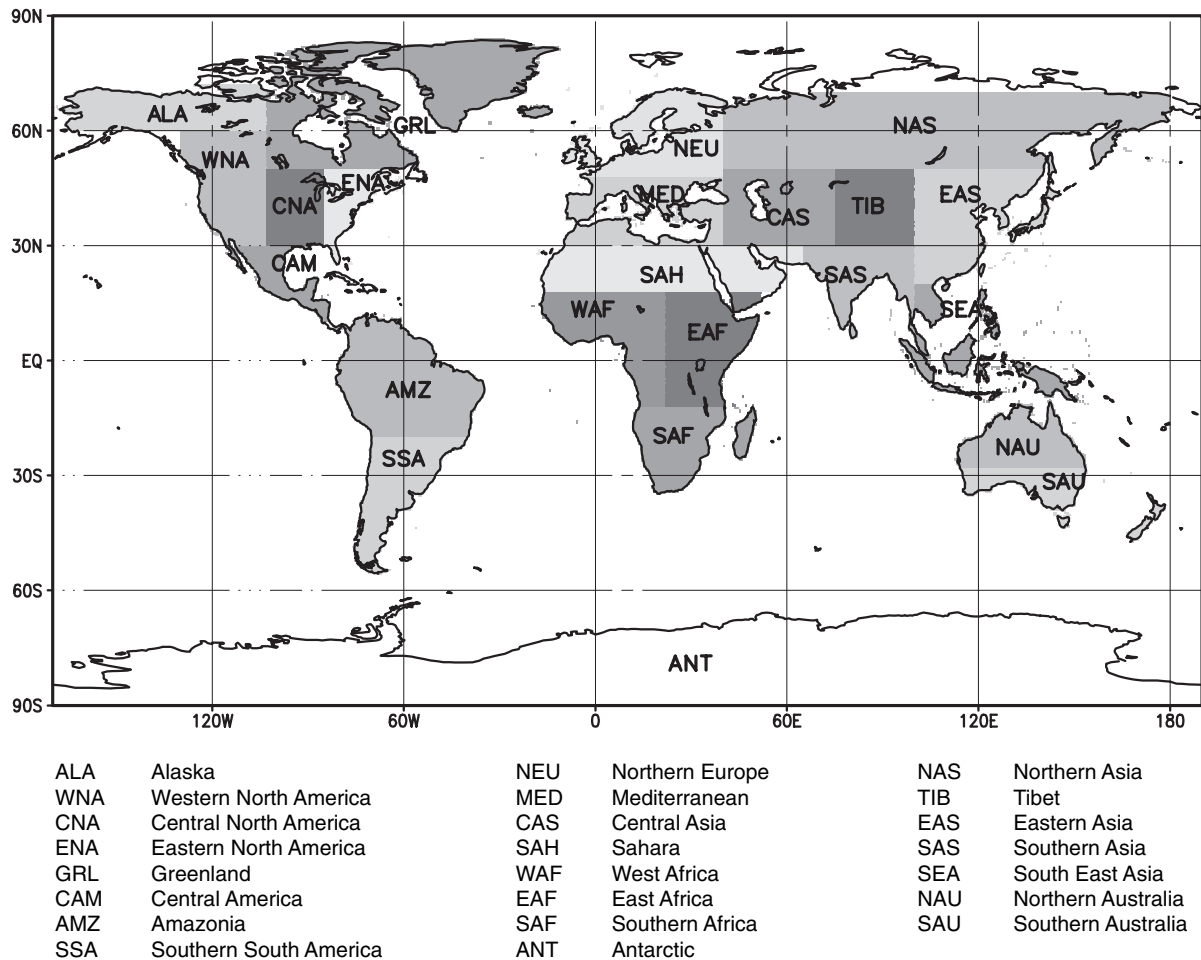 90N
ALA
GRL
NAS
60N
WNA
NEU
ENA
MED
EAS
CNA
CAS
TIB
30N
CAM
SAH
SAS
WAF
SEA
EAF
EQ
AMZ
SAF
NAU
SSA
30S
SAU
60S
ANT
90S
120W 60W 0 60E 120E 180
ALA Alaska NEU Northern Europe NAS Northern Asia
WNA Western North America MED Mediterranean TIB Tibet
CNA Central North America CAS Central Asia EAS Eastern Asia
ENA Eastern North America SAH Sahara SAS Southern Asia
GRL Greenland WAF West Africa SEA South East Asia
CAM Central America EAF East Africa NAU Northern Australia
AMZ Amazonia SAF Southern Africa SAU Southern Australia
SSA Southern South America ANT Antarctic